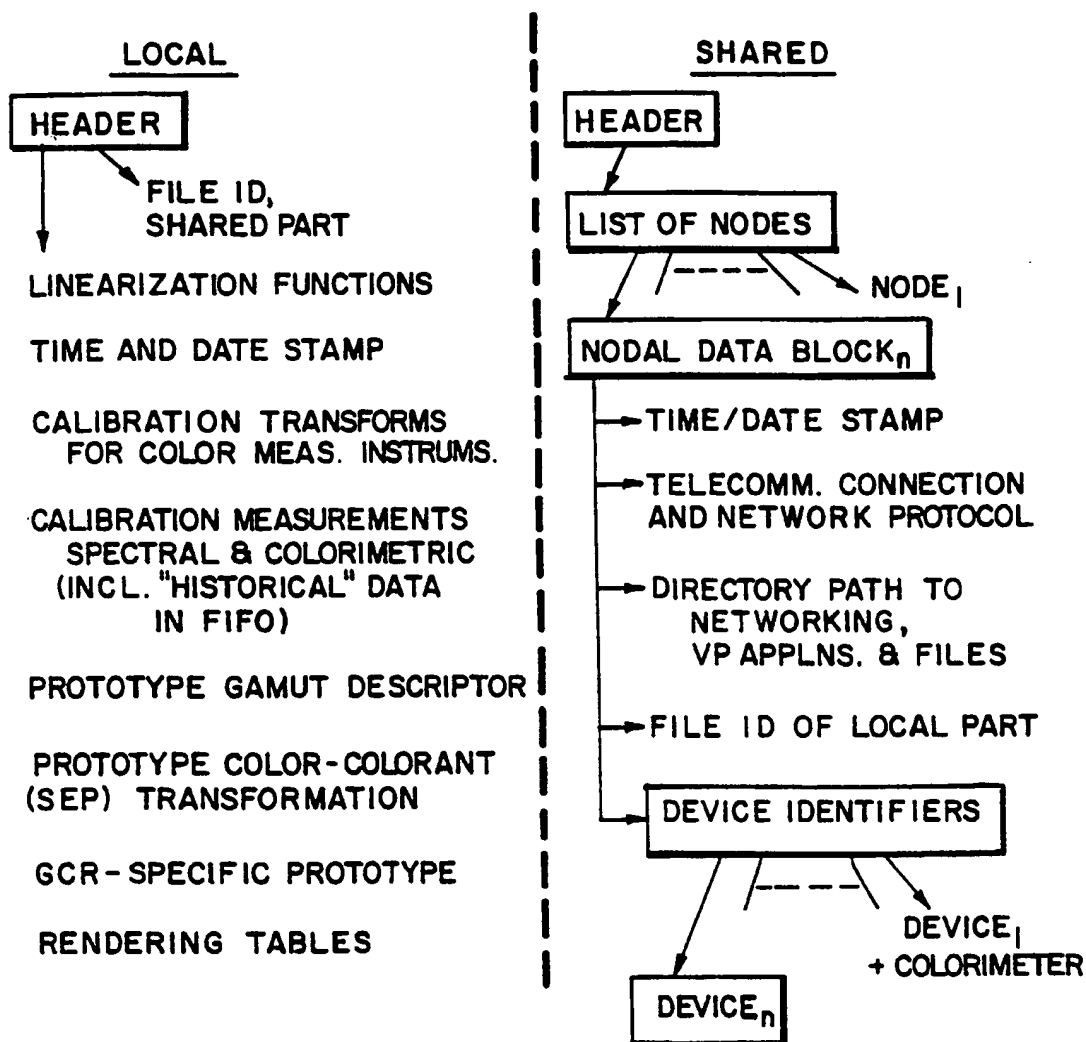 LOCAL
HEADER
FILE ID,
SHARED PART
LINEARIZATION FUNCTIONS
TIME AND DATE STAMP
CALIBRATION TRANSFORMS
FOR COLOR MEAS. INSTRUMS.
CALIBRATION MEASUREMENTS
SPECTRAL & COLORIMETRIC
(INCL. "HISTORICAL" DATA
IN FIFO)
PROTOTYPE GAMUT DESCRIPTOR
PROTOTYPE COLOR-COLORANT
(SEP) TRANSFORMATION
GCR-SPECIFIC PROTOTYPE
RENDERING TABLES
SHARED
HEADER
LIST OF NODES
NODE1
NODAL DATA BLOCKn
TIME/DATE STAMP
TELECOMM. CONNECTION
AND NETWORK PROTOCOL
DIRECTORY PATH TO
NETWORKING,
VP APPLNS. & FILES
FILE ID OF LOCAL PART
DEVICE IDENTIFIERS
DEVICE1
+ COLORIMETER
DEVICEn